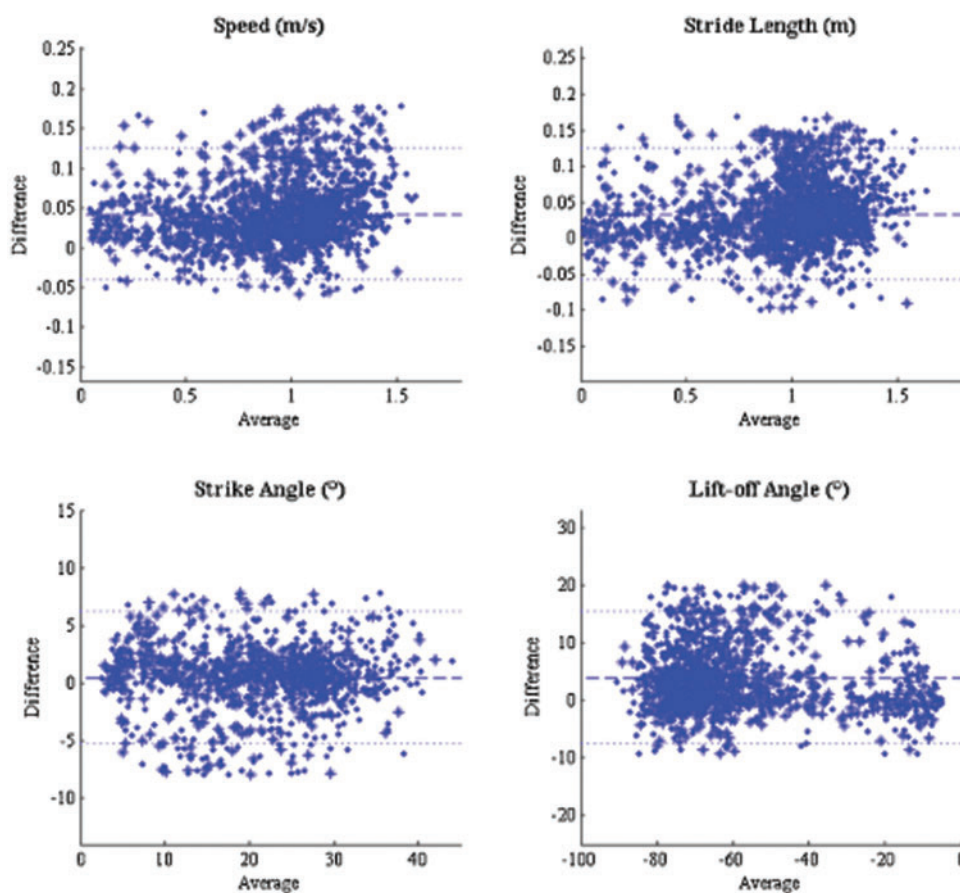 Speed (m/s)
0.25
0.2
0.15
0.1
0.05
0
-0.05
-0.1
-0.15
Difference
0 0.5 1 1.5
Average
Stride Length (m)
0.25
0.2
0.15
0.1
0.05
0
-0.05
-0.1
-0.15
Difference
0 0.5 1 1.5
Average
Strike Angle (°)
15
10
5
0
-5
-10
Difference
0 10 20 30 40
Average
Lift-off Angle (°)
30
20
10
0
-10
-20
Difference
-100 -80 -60 -40 -20 0
Average